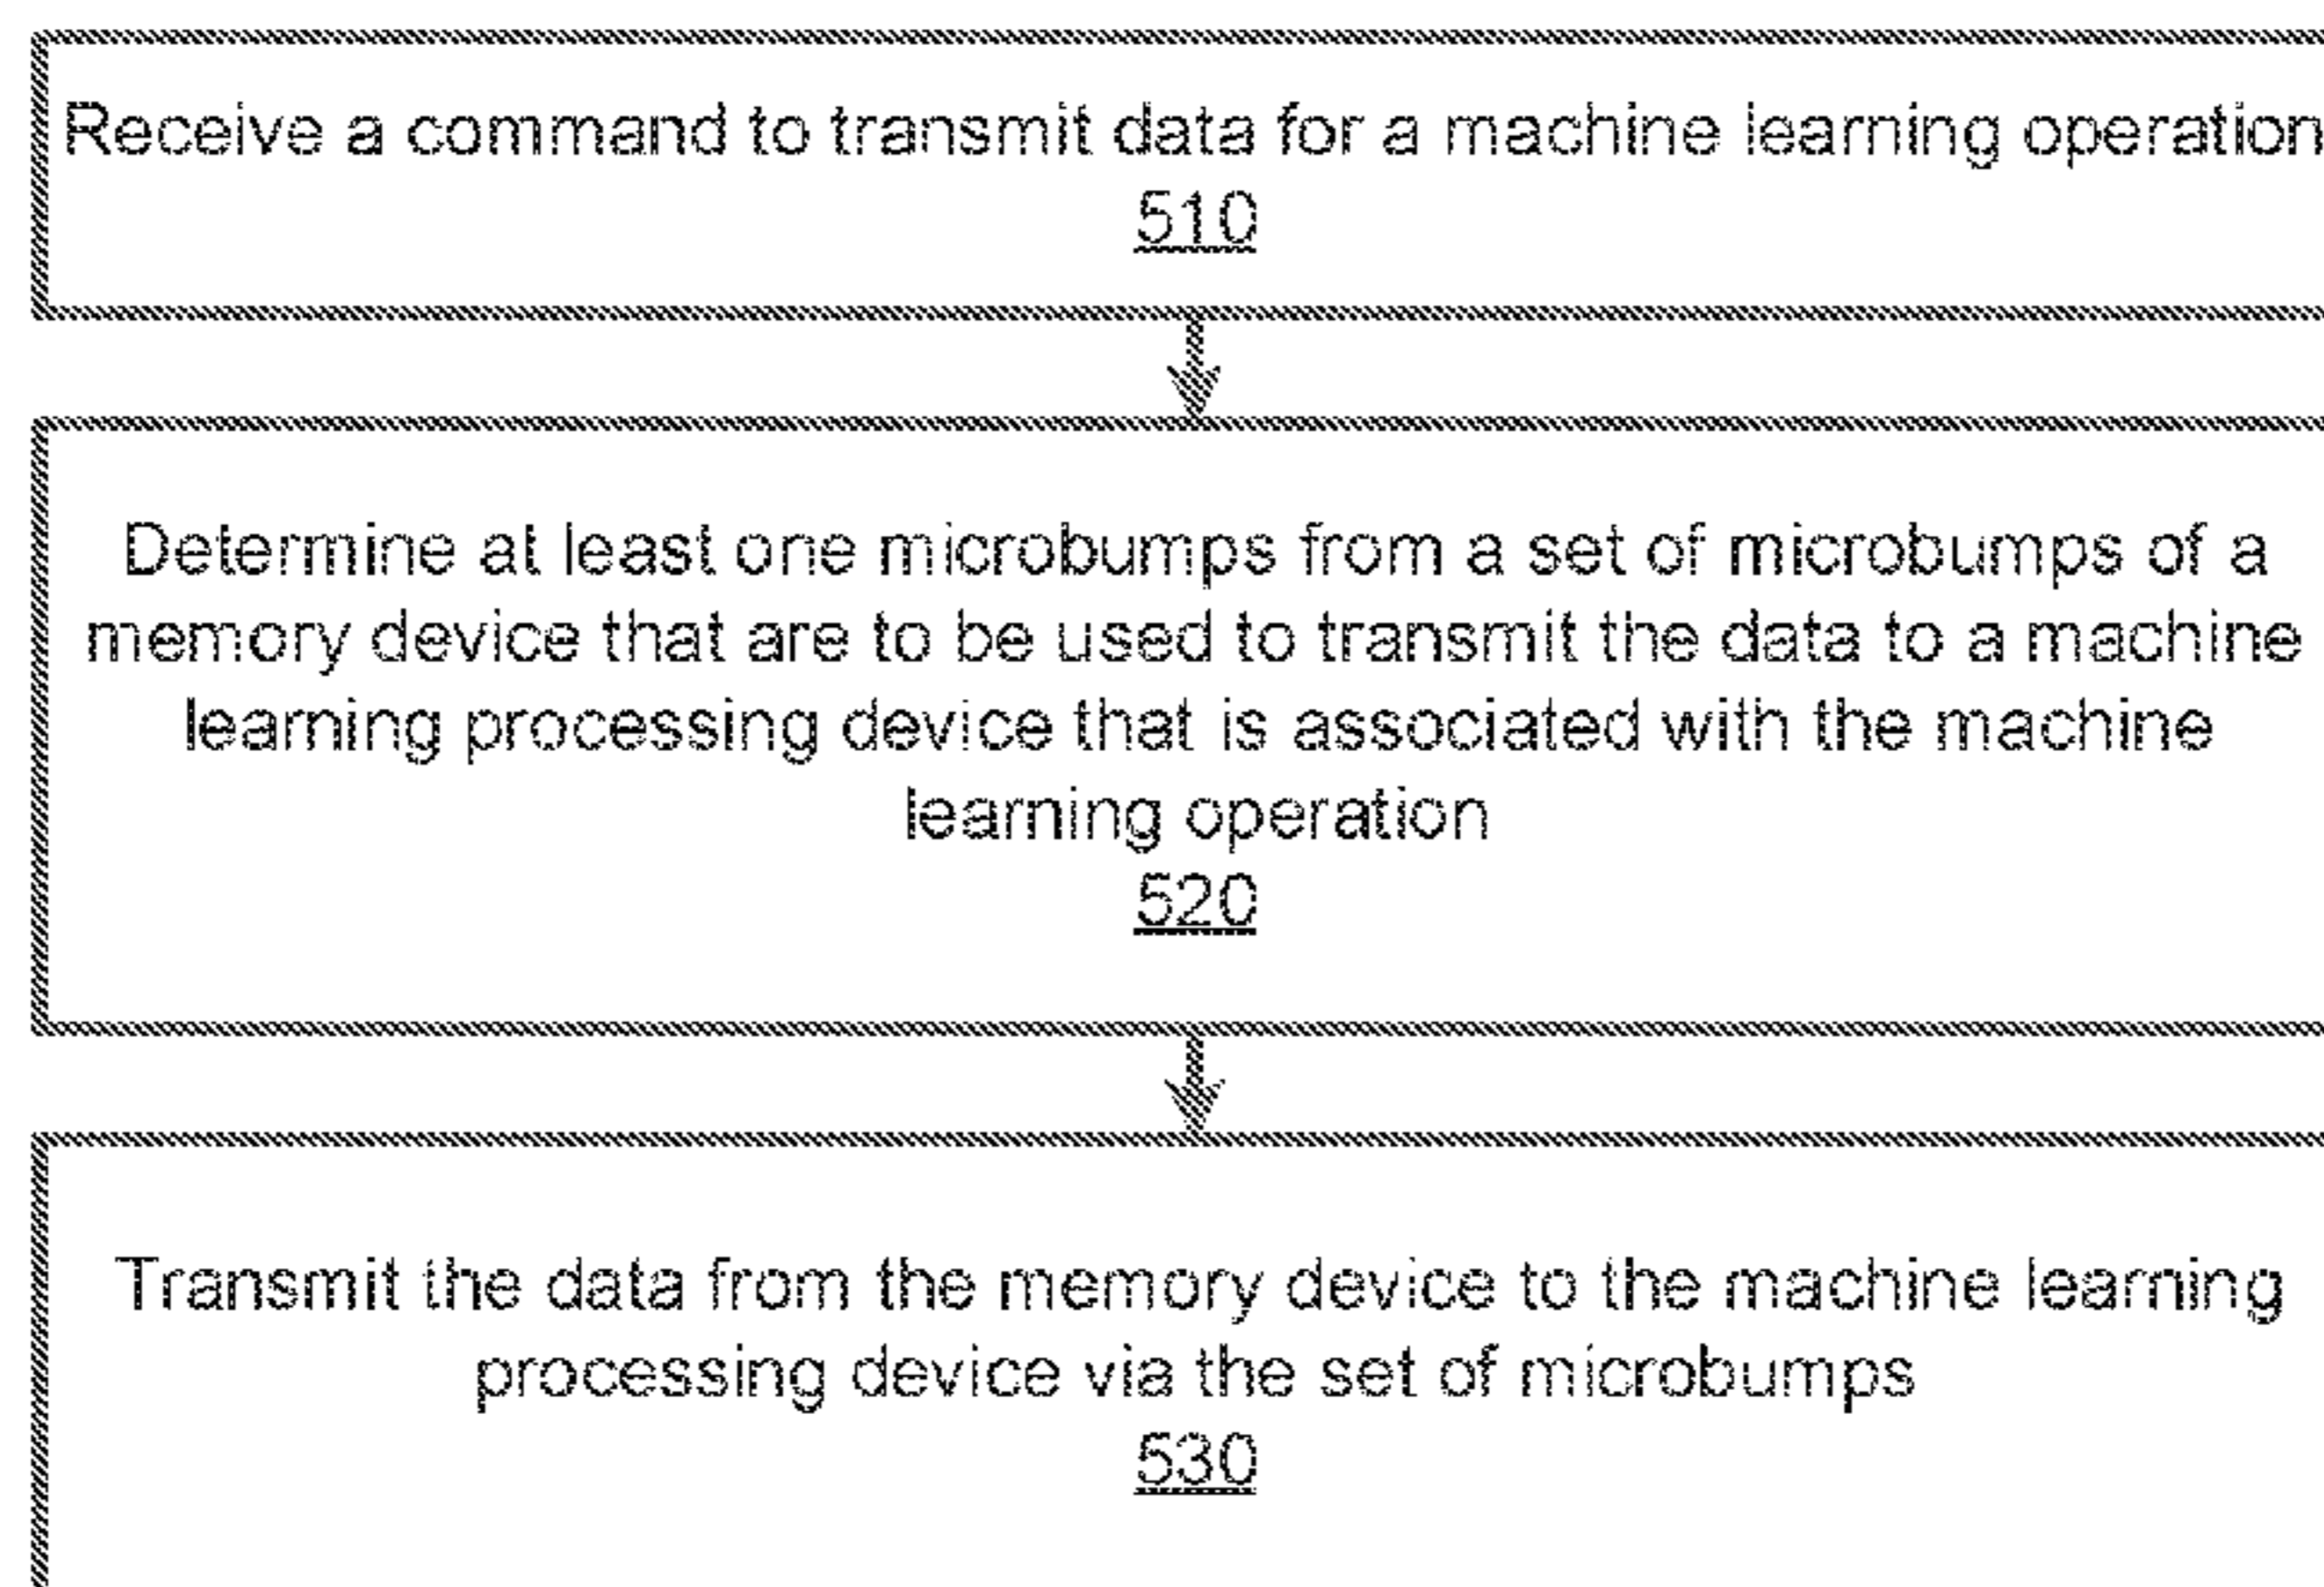 Receive a command to transmit data for a machine learning operation
510
Determine at least one microbumps from a set of microbumps of a
memory device that are to be used to transmit the data to a machine
learning processing device that is associated with the machine
learning operation
520
Transmit the data from the memory device to the machine learning
processing device via the set of microbumps
530